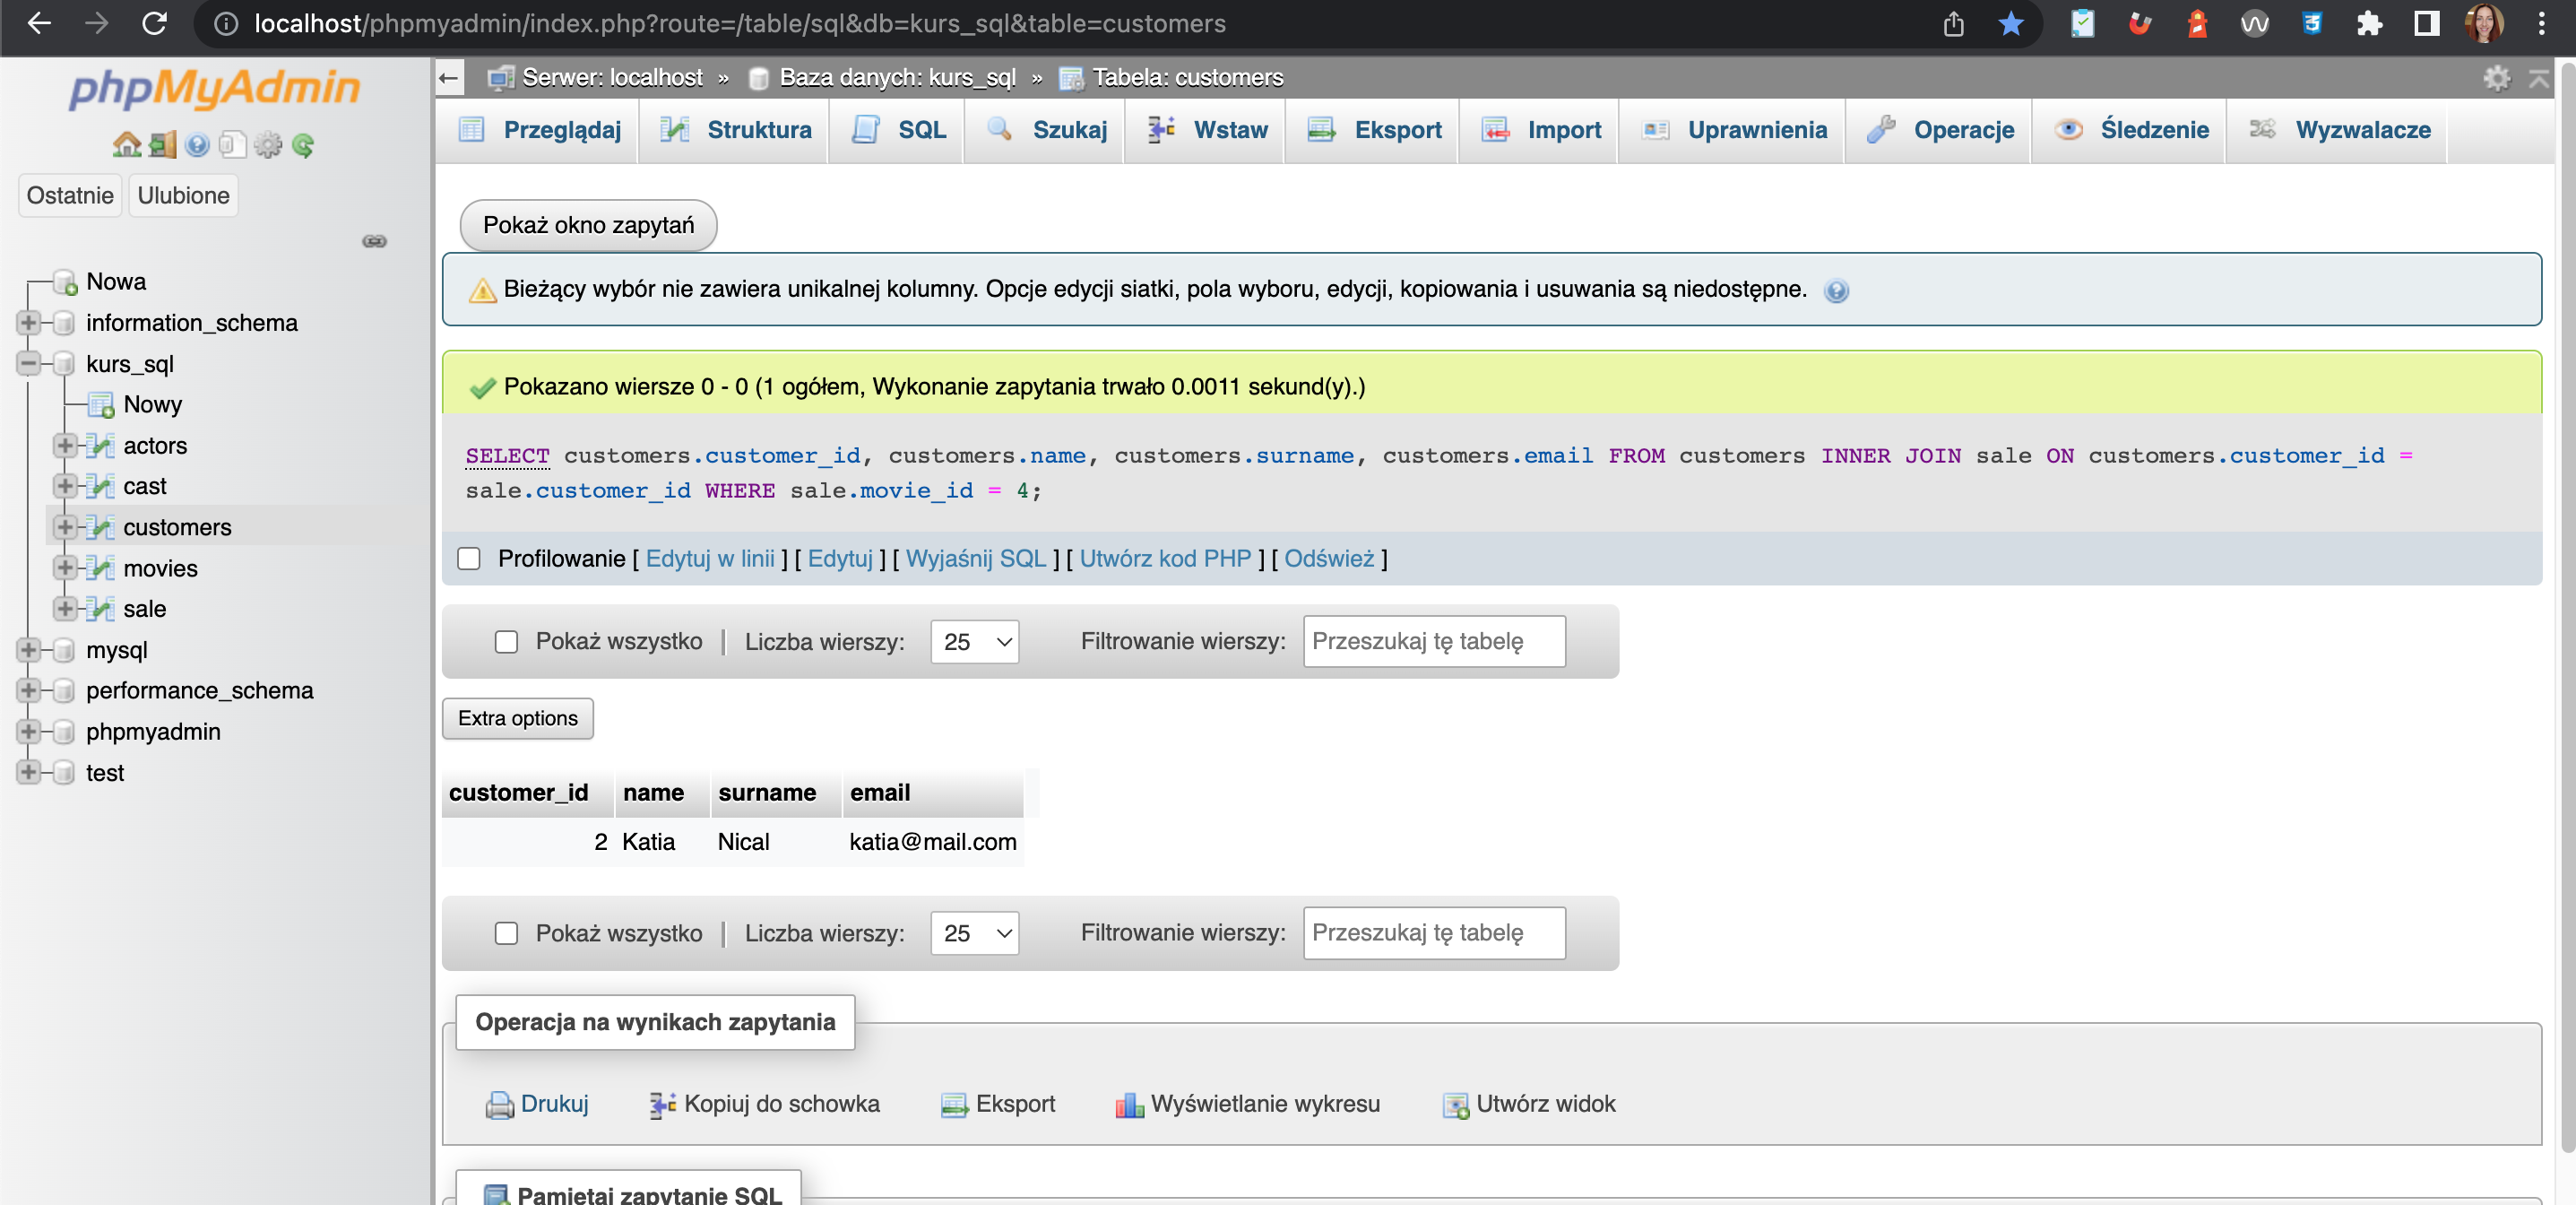 localhost/phpmyadmin/index.php?route=/table/sql&db=kurs_sql&table=customers
phpMyAdmin
Ostatnie Ulubione
Nowa
information_schema
kurs_sql
Nowy
actors
cast
customers
movies
sale
mysql
performance_schema
phpmyadmin
test
Serwer: localhost » Baza danych: kurs_sql » Tabela: customers
Przeglądaj Struktura SQL Szukaj Wstaw Eksport Import Uprawnienia Operacje Śledzenie Wyzwalacze
Pokaż okno zapytań
Bieżący wybór nie zawiera unikalnej kolumny. Opcje edycji siatki, pola wyboru, edycji, kopiowania i usuwania są niedostępne.
Pokazano wiersze 0 - 0 (1 ogółem, Wykonanie zapytania trwało 0.0011 sekund(y).)
SELECT customers.customer_id, customers.name, customers.surname, customers.email FROM customers INNER JOIN sale ON customers.customer_id =
sale.customer_id WHERE sale.movie_id = 4;
Profilowanie [ Edytuj w linii ] [ Edytuj ] [ Wyjaśnij SQL ] [ Utwórz kod PHP ] [ Odśwież ]
Pokaż wszystko | Liczba wierszy: 25 Filtrowanie wierszy: Przeszukaj tę tabelę
Extra options
customer_id name surname email
2 Katia Nical katia@mail.com
Pokaż wszystko | Liczba wierszy: 25 Filtrowanie wierszy: Przeszukaj tę tabelę
Operacja na wynikach zapytania
Drukuj Kopiuj do schowka Eksport Wyświetlanie wykresu Utwórz widok
Pamiętaj zapytanie SQL